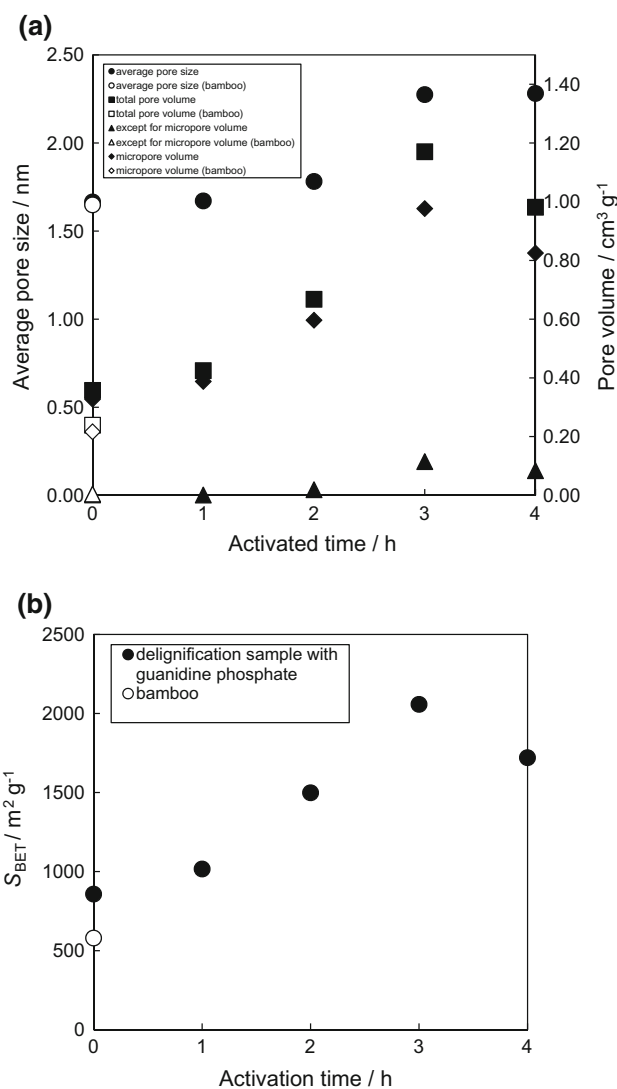 (a)
2.50
2.00
1.50
1.00
0.50
0.00
Average pore size / nm
average pore size
average pore size (bamboo)
total pore volume
total pore volume (bamboo)
except for micropore volume
except for micropore volume (bamboo)
micropore volume
micropore volume (bamboo)
1.40
1.20
1.00
0.80
0.60
0.40
0.20
0.00
Pore volume / cm³ g⁻¹
0 1 2 3 4
Activated time / h
(b)
2500
2000
1500
1000
500
0
S_BET / m² g⁻¹
delignification sample with
guanidine phosphate
bamboo
0 1 2 3 4
Activation time / h